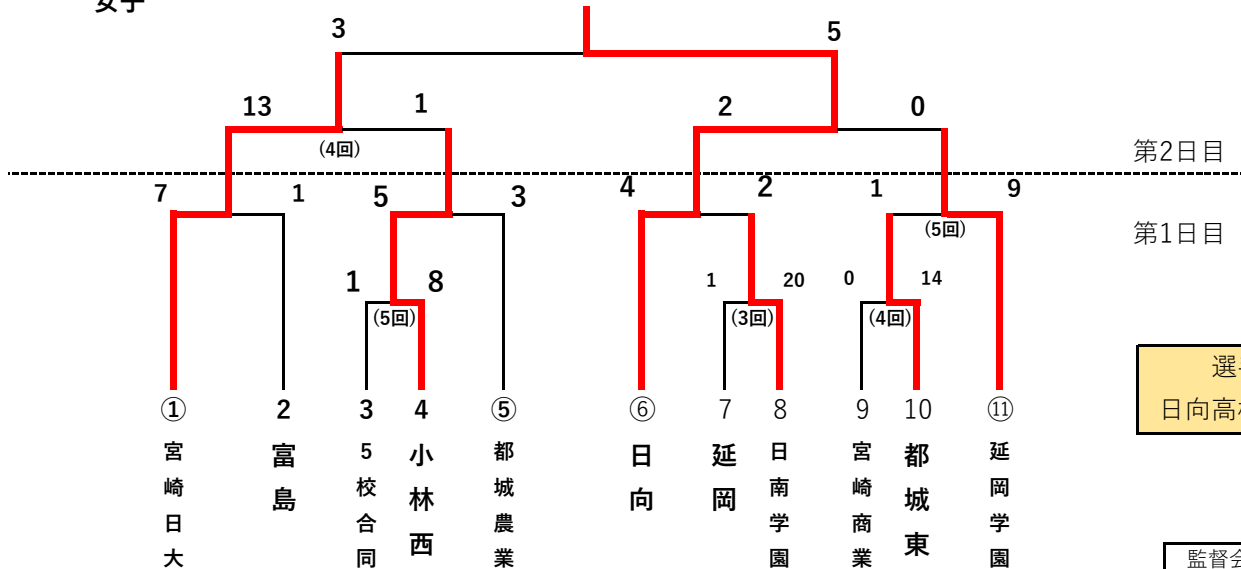 女子
3 5
13 1 2 0
(4回)
第2日目
7 1 5 3 4 2 1 9
(5回)
第1日目
1 8 1 20 0 14
(5回) (3回) (4回)
選
日向高
① 2 3 4 ⑤ ⑥ 7 8 9 10 ⑪
宮崎日大
富島
5校合同
小林西
都城農業
日向
延岡
日南学園
宮崎商業
都城東
延岡学園
監督会